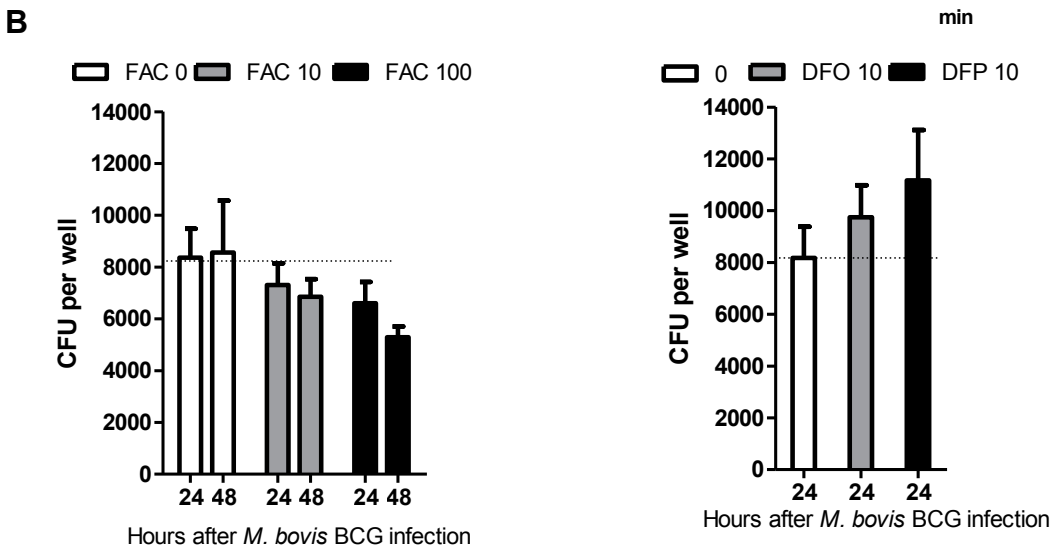 B
min
FAC 0 FAC 10 FAC 100
14000
12000
10000
8000
6000
4000
2000
0
CFU per well
24 48 24 48 24 48
Hours after M. bovis BCG infection
0 DFO 10 DFP 10
14000
12000
10000
8000
6000
4000
2000
0
CFU per well
24 24 24
Hours after M. bovis BCG infection